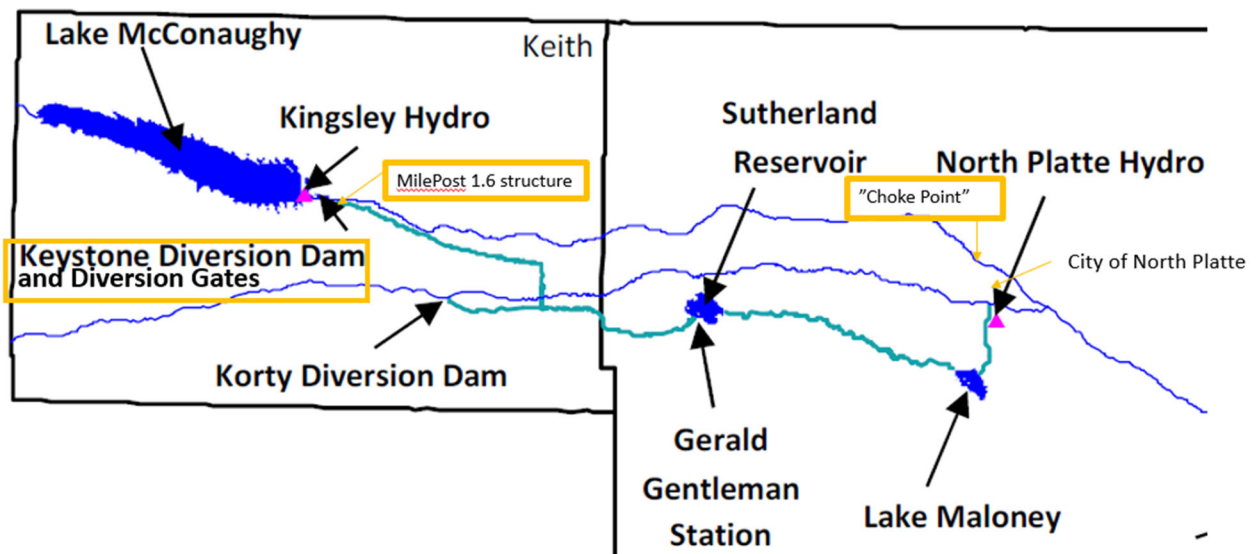 Lake McConaughy
Keith
Kingsley Hydro
MilePost 1.6 structure
Keystone Diversion Dam
and Diversion Gates
Korty Diversion Dam
Sutherland
Reservoir
North Platte Hydro
”Choke Point”
City of North Platte
Gerald
Gentleman
Station
Lake Maloney